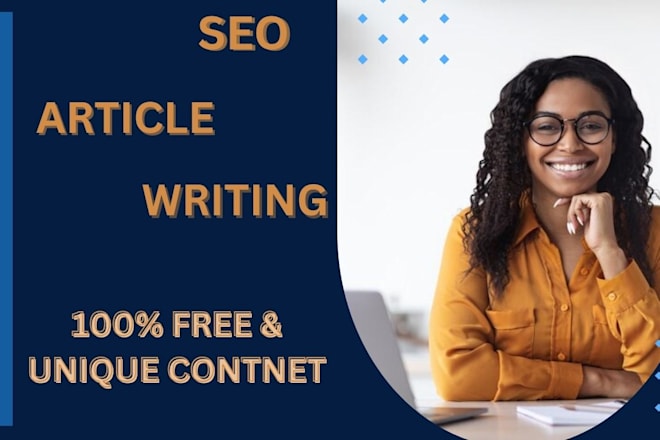 SEO
ARTICLE
WRITING
100% FREE &
UNIQUE CONTNET